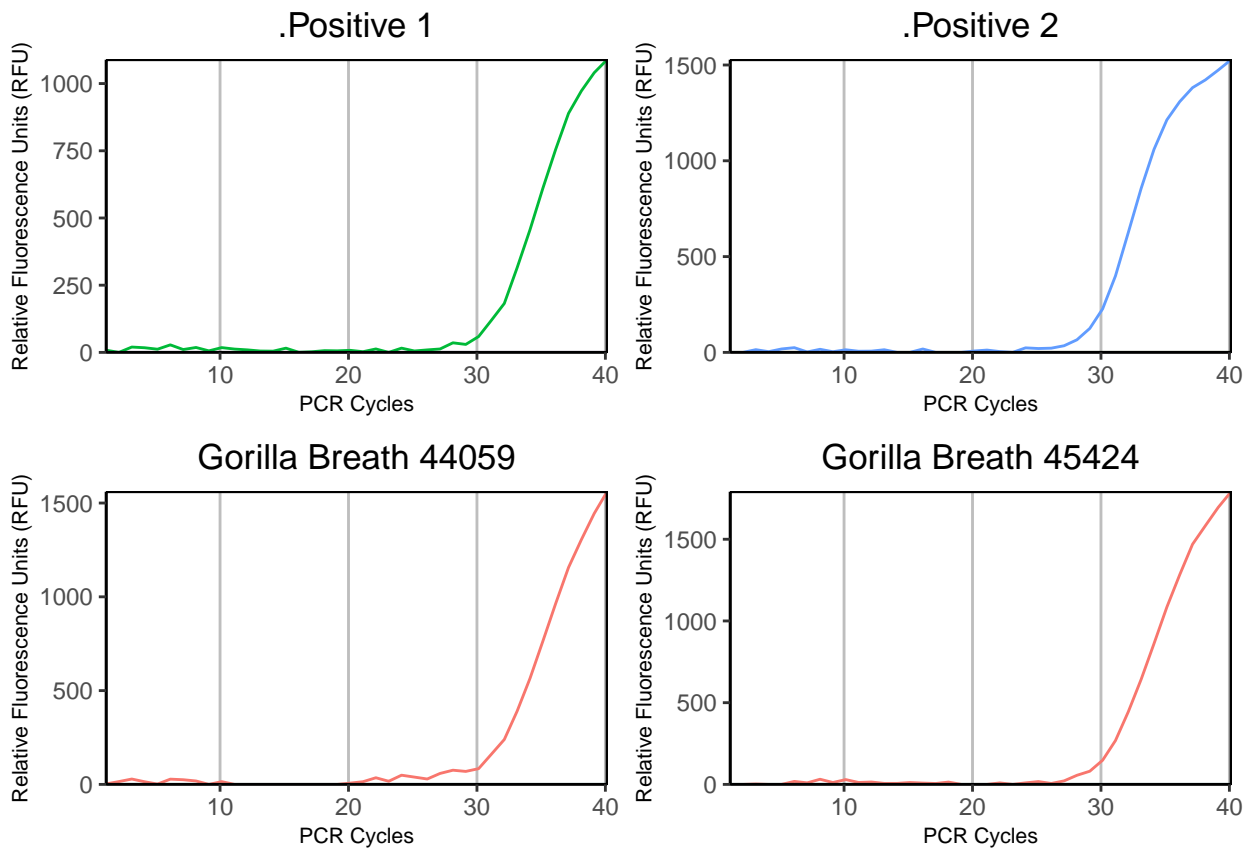 .Positive 1
Relative Fluorescence Units (RFU)
1000
750
500
250
0
10 20 30 40
PCR Cycles
.Positive 2
Relative Fluorescence Units (RFU)
1500
1000
500
0
10 20 30 40
PCR Cycles
Gorilla Breath 44059
Relative Fluorescence Units (RFU)
1500
1000
500
0
10 20 30 40
PCR Cycles
Gorilla Breath 45424
Relative Fluorescence Units (RFU)
1500
1000
500
0
10 20 30 40
PCR Cycles